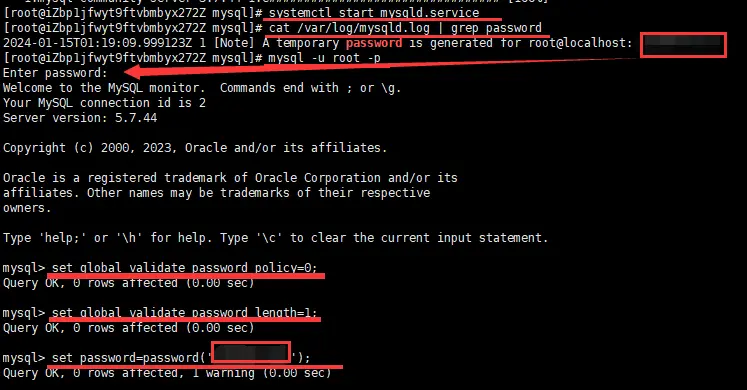 [root@iZbp1jfwyt9ftvbmbyx272Z mysql]# systemctl start mysqld.service
[root@iZbp1jfwyt9ftvbmbyx272Z mysql]# cat /var/log/mysqld.log | grep password
2024-01-15T01:19:09.999123Z 1 [Note] A temporary password is generated for root@localhost:
[root@iZbp1jfwyt9ftvbmbyx272Z mysql]# mysql -u root -p
Enter password:
Welcome to the MySQL monitor.  Commands end with ; or \g.
Your MySQL connection id is 2
Server version: 5.7.44
Copyright (c) 2000, 2023, Oracle and/or its affiliates.
Oracle is a registered trademark of Oracle Corporation and/or its
affiliates. Other names may be trademarks of their respective
owners.
Type 'help;' or '\h' for help. Type '\c' to clear the current input statement.
mysql> set global validate_password_policy=0;
Query OK, 0 rows affected (0.00 sec)
mysql> set global validate_password_length=1;
Query OK, 0 rows affected (0.00 sec)
mysql> set password=password('');
Query OK, 0 rows affected, 1 warning (0.00 sec)